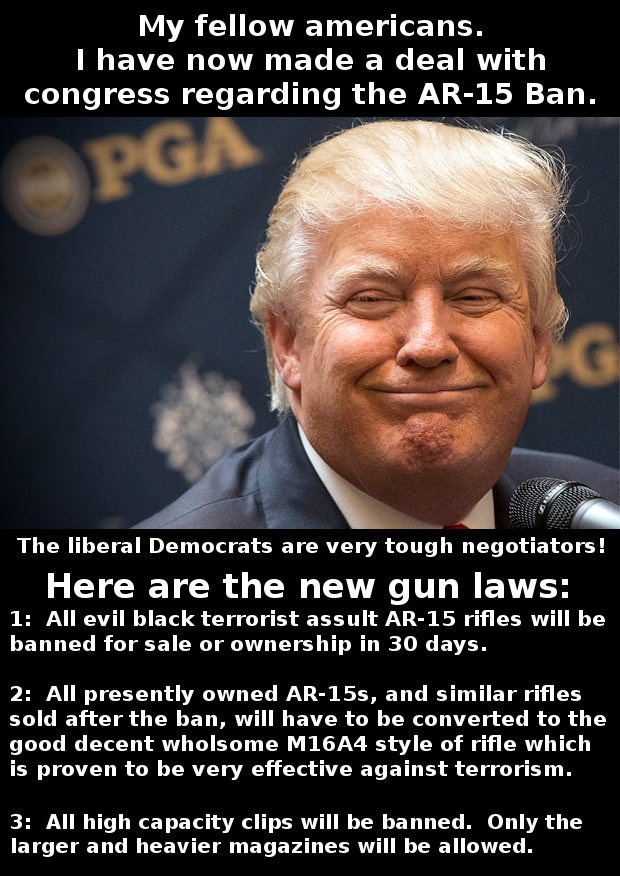 My fellow americans.
I have now made a deal with
congress regarding the AR-15 Ban.
PGA
PG
The liberal Democrats are very tough negotiators!
Here are the new gun laws:
1:  All evil black terrorist assult AR-15 rifles will be
banned for sale or ownership in 30 days.
2:  All presently owned AR-15s, and similar rifles
sold after the ban, will have to be converted to the
good decent wholsome M16A4 style of rifle which
is proven to be very effective against terrorism.
3:  All high capacity clips will be banned.  Only the
larger and heavier magazines will be allowed.